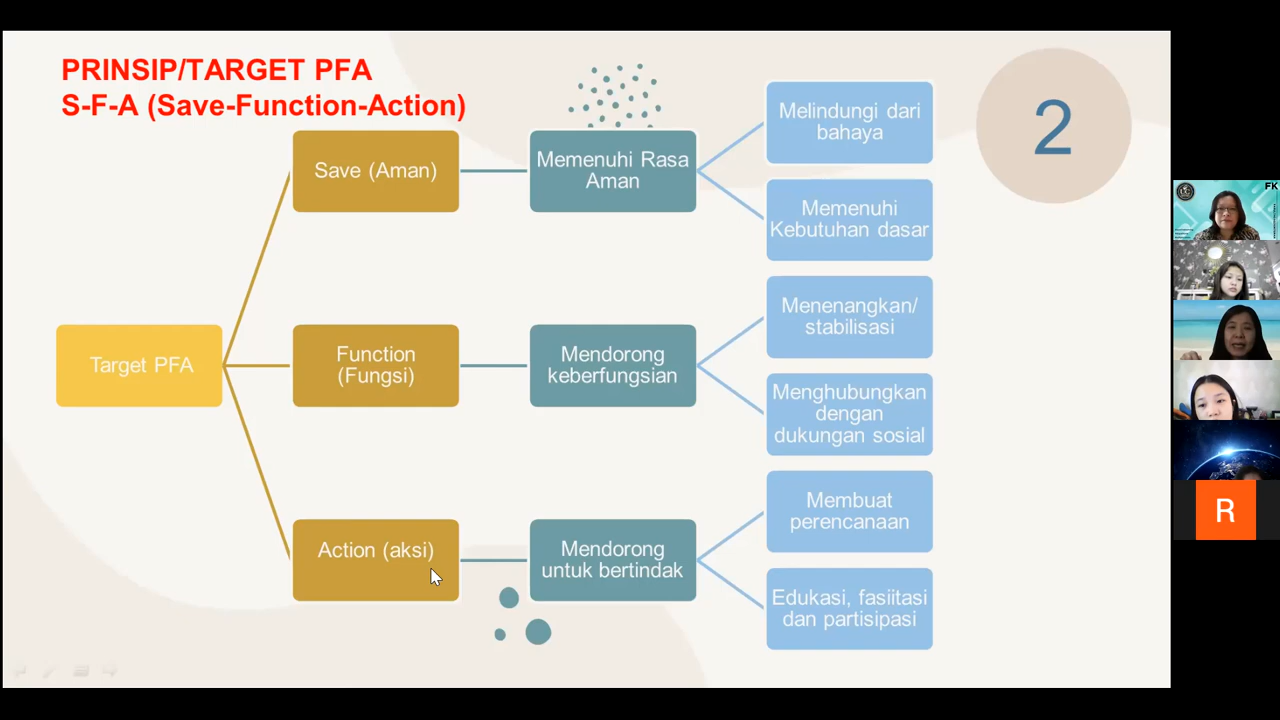 PRINSIP/TARGET PFA
S-F-A (Save-Function-Action)
2
Target PFA
Save (Aman)
Memenuhi Rasa
Aman
Melindungi dari
bahaya
Memenuhi
Kebutuhan dasar
Function
(Fungsi)
Mendorong
keberfungsian
Menenangkan/
stabilisasi
Menghubungkan
dengan
dukungan sosial
Action (aksi)
Mendorong
untuk bertindak
Membuat
perencanaan
Edukasi, fasiitasi
dan partisipasi
FK
R